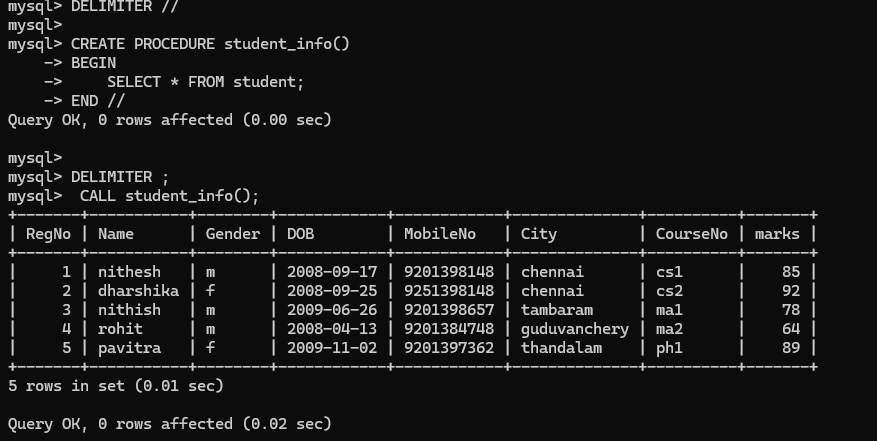 mysql> DELIMITER //
mysql>
mysql> CREATE PROCEDURE student_info()
    -> BEGIN
    ->     SELECT * FROM student;
    -> END //
Query OK, 0 rows affected (0.00 sec)

mysql>
mysql> DELIMITER ;
mysql>  CALL student_info();
+-------+-----------+--------+------------+------------+--------------+----------+-------+
| RegNo | Name      | Gender | DOB        | MobileNo   | City         | CourseNo | marks |
+-------+-----------+--------+------------+------------+--------------+----------+-------+
|     1 | nithesh   | m      | 2008-09-17 | 9201398148 | chennai      | cs1      |    85 |
|     2 | dharshika | f      | 2008-09-25 | 9251398148 | chennai      | cs2      |    92 |
|     3 | nithish   | m      | 2009-06-26 | 9201398657 | tambaram     | ma1      |    78 |
|     4 | rohit     | m      | 2008-04-13 | 9201384748 | guduvanchery | ma2      |    64 |
|     5 | pavitra   | f      | 2009-11-02 | 9201397362 | thandalam    | ph1      |    89 |
+-------+-----------+--------+------------+------------+--------------+----------+-------+
5 rows in set (0.01 sec)

Query OK, 0 rows affected (0.02 sec)